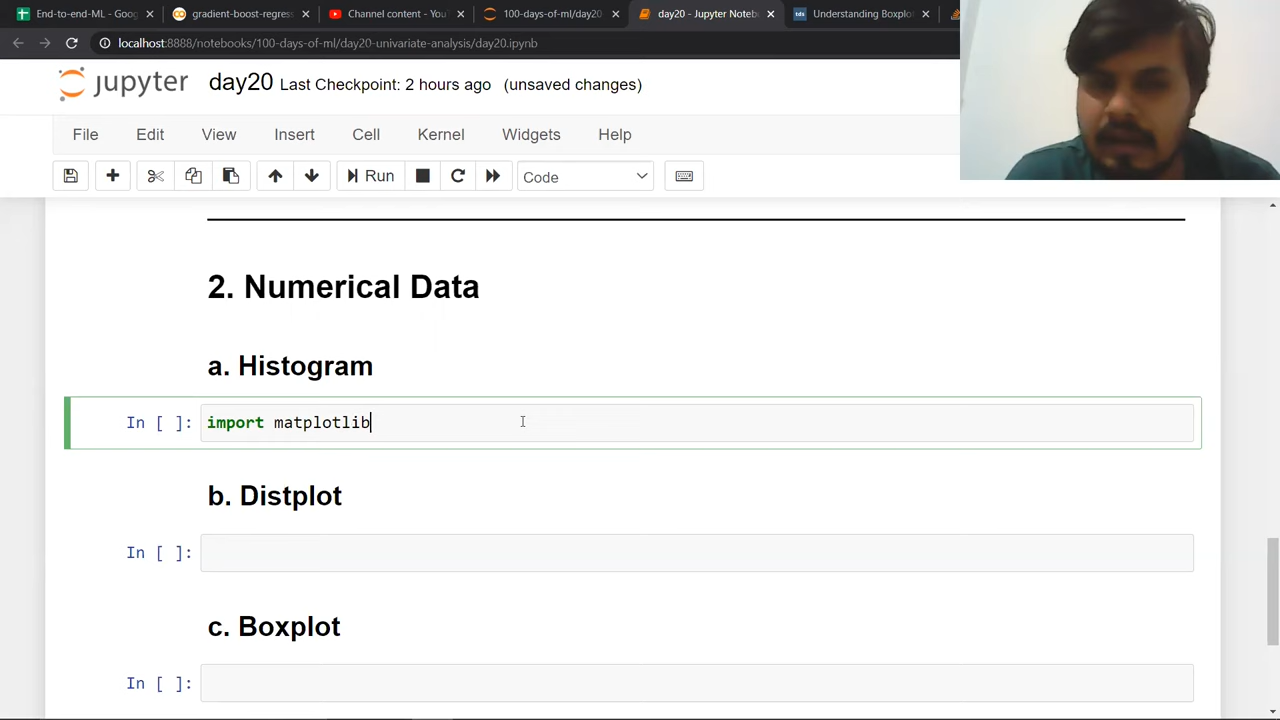 End-to-end-ML - Goog
gradient-boost-regres
Channel content - You
100-days-of-ml/day20
day20 - Jupyter Noteb
Understanding Boxplo
localhost:8888/notebooks/100-days-of-ml/day20-univariate-analysis/day20.ipynb
jupyter day20 Last Checkpoint: 2 hours ago (unsaved changes)
File Edit View Insert Cell Kernel Widgets Help
Run Code
2. Numerical Data
a. Histogram
In [ ]: import matplotlib
b. Distplot
In [ ]:
c. Boxplot
In [ ]: